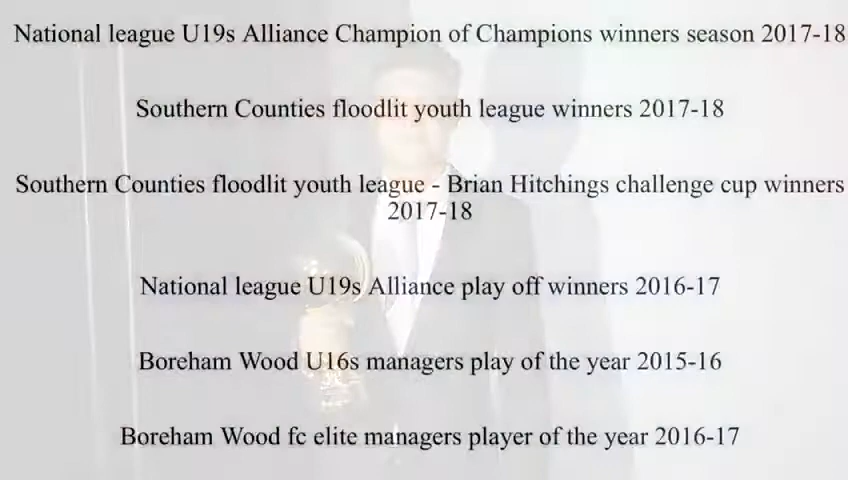 National league U19s Alliance Champion of Champions winners season 2017-18
Southern Counties floodlit youth league winners 2017-18
Southern Counties floodlit youth league - Brian Hitchings challenge cup winners
2017-18
National league U19s Alliance play off winners 2016-17
Boreham Wood U16s managers play of the year 2015-16
Boreham Wood fc elite managers player of the year 2016-17